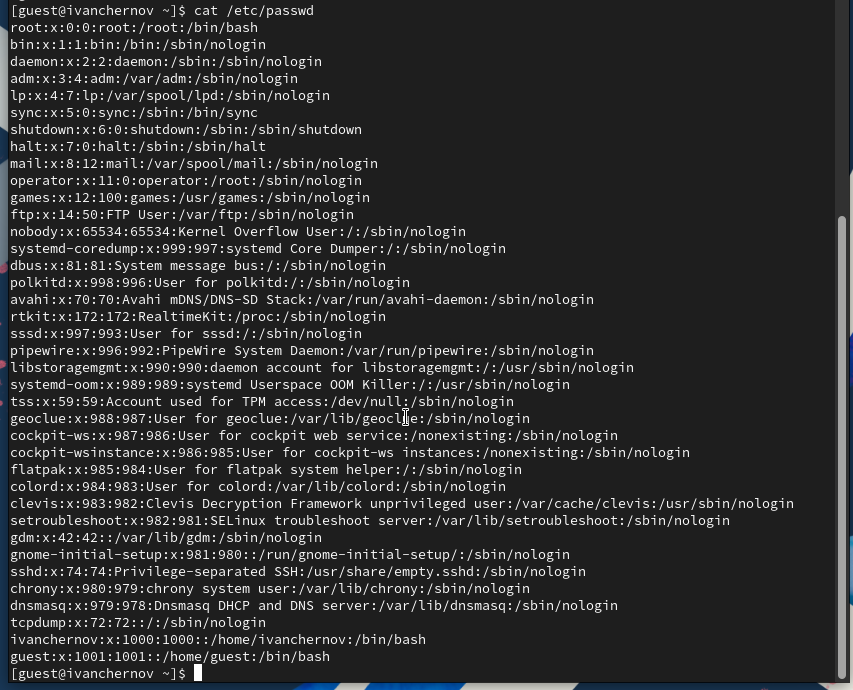 [guest@ivanchernov ~]$ cat /etc/passwd
root:x:0:0:root:/root:/bin/bash
bin:x:1:1:bin:/bin:/sbin/nologin
daemon:x:2:2:daemon:/sbin:/sbin/nologin
adm:x:3:4:adm:/var/adm:/sbin/nologin
lp:x:4:7:lp:/var/spool/lpd:/sbin/nologin
sync:x:5:0:sync:/sbin:/bin/sync
shutdown:x:6:0:shutdown:/sbin:/sbin/shutdown
halt:x:7:0:halt:/sbin:/sbin/halt
mail:x:8:12:mail:/var/spool/mail:/sbin/nologin
operator:x:11:0:operator:/root:/sbin/nologin
games:x:12:100:games:/usr/games:/sbin/nologin
ftp:x:14:50:FTP User:/var/ftp:/sbin/nologin
nobody:x:65534:65534:Kernel Overflow User:/:/sbin/nologin
systemd-coredump:x:999:997:systemd Core Dumper:/:/sbin/nologin
dbus:x:81:81:System message bus:/:/sbin/nologin
polkitd:x:998:996:User for polkitd:/:/sbin/nologin
avahi:x:70:70:Avahi mDNS/DNS-SD Stack:/var/run/avahi-daemon:/sbin/nologin
rtkit:x:172:172:RealtimeKit:/proc:/sbin/nologin
sssd:x:997:993:User for sssd:/:/sbin/nologin
pipewire:x:996:992:PipeWire System Daemon:/var/run/pipewire:/sbin/nologin
libstoragemgmt:x:990:990:daemon account for libstoragemgmt:/:/usr/sbin/nologin
systemd-oom:x:989:989:systemd Userspace OOM Killer:/:/usr/sbin/nologin
tss:x:59:59:Account used for TPM access:/dev/null:/sbin/nologin
geoclue:x:988:987:User for geoclue:/var/lib/geoclue:/sbin/nologin
cockpit-ws:x:987:986:User for cockpit web service:/nonexisting:/sbin/nologin
cockpit-wsinstance:x:986:985:User for cockpit-ws instances:/nonexisting:/sbin/nologin
flatpak:x:985:984:User for flatpak system helper:/:/sbin/nologin
colord:x:984:983:User for colord:/var/lib/colord:/sbin/nologin
clevis:x:983:982:Clevis Decryption Framework unprivileged user:/var/cache/clevis:/usr/sbin/nologin
setroubleshoot:x:982:981:SELinux troubleshoot server:/var/lib/setroubleshoot:/sbin/nologin
gdm:x:42:42::/var/lib/gdm:/sbin/nologin
gnome-initial-setup:x:981:980::/run/gnome-initial-setup/:/sbin/nologin
sshd:x:74:74:Privilege-separated SSH:/usr/share/empty.sshd:/sbin/nologin
chrony:x:980:979:chrony system user:/var/lib/chrony:/sbin/nologin
dnsmasq:x:979:978:Dnsmasq DHCP and DNS server:/var/lib/dnsmasq:/sbin/nologin
tcpdump:x:72:72::/:/sbin/nologin
ivanchernov:x:1000:1000::/home/ivanchernov:/bin/bash
guest:x:1001:1001::/home/guest:/bin/bash
[guest@ivanchernov ~]$